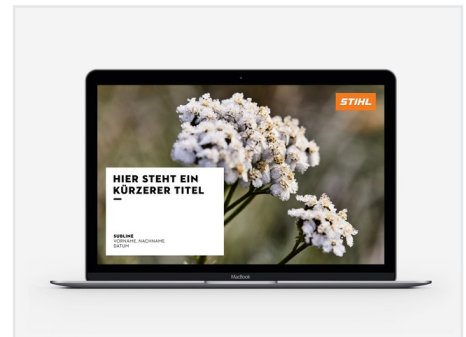 STIHL
HIER STEHT EIN
KÜRZERER TITEL
SUBLINE
VORNAME, NACHNAME
DATUM
MacBook